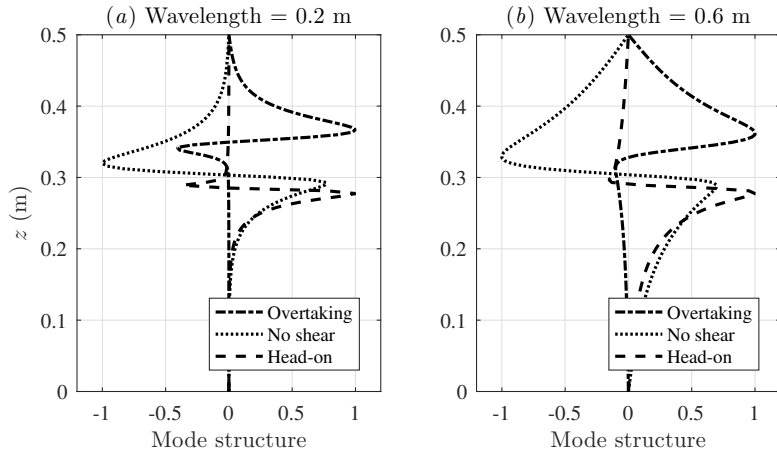 (a) Wavelength = 0.2 m
(b) Wavelength = 0.6 m
z (m)
0.5
0.4
0.3
0.2
0.1
0
-1 -0.5 0 0.5 1
Mode structure
Overtaking
No shear
Head-on
0.5
0.4
0.3
0.2
0.1
0
-1 -0.5 0 0.5 1
Mode structure
Overtaking
No shear
Head-on